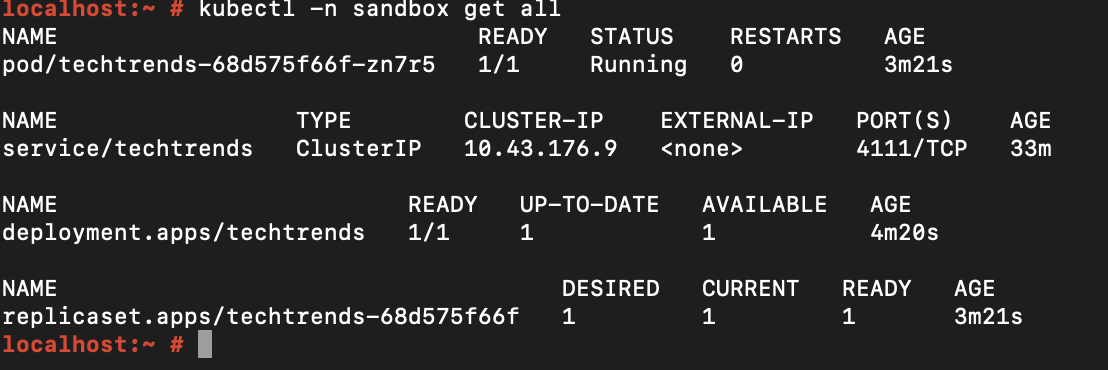 localhost:~ # kubectl -n sandbox get all
NAME                              READY   STATUS    RESTARTS   AGE
pod/techtrends-68d575f66f-zn7r5   1/1     Running   0          3m21s

NAME                 TYPE        CLUSTER-IP    EXTERNAL-IP   PORT(S)    AGE
service/techtrends   ClusterIP   10.43.176.9   <none>        4111/TCP   33m

NAME                         READY   UP-TO-DATE   AVAILABLE   AGE
deployment.apps/techtrends   1/1     1            1           4m20s

NAME                                    DESIRED   CURRENT   READY   AGE
replicaset.apps/techtrends-68d575f66f   1         1         1       3m21s
localhost:~ #